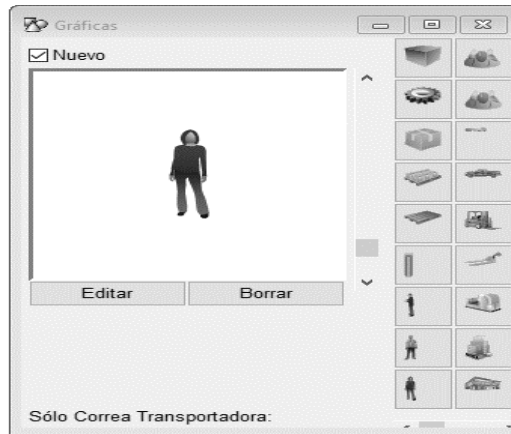 Gráficas
Nuevo
Editar
Borrar
Sólo Correa Transportadora: